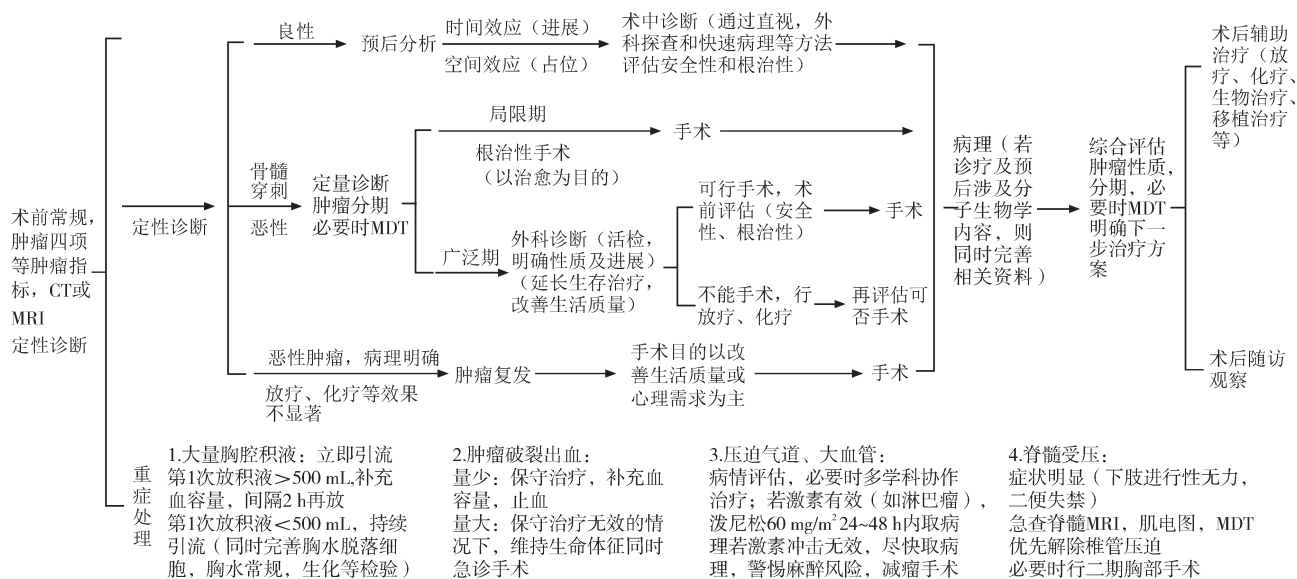 术前常规，
肿瘤四项
等肿瘤指
标，CT或
MRI
定性诊断
定性诊断
良性
预后分析
时间效应（进展）
空间效应（占位）
术中诊断（通过直视，外
科探查和快速病理等方法
评估安全性和根治性）
骨髓
穿刺
恶性
定量诊断
肿瘤分期
必要时MDT
局限期
根治性手术
（以治愈为目的）
手术
广泛期
外科诊断（活检，
明确性质及进展）
（延长生存治疗，
改善生活质量）
可行手术，术
前评估（安全
性、根治性）
手术
不能手术，行
放疗、化疗
再评估可
否手术
恶性肿瘤，病理明确
放疗、化疗等效果
不显著
肿瘤复发
手术目的以改
善生活质量或
心理需求为主
手术
病理（若
诊疗及预
后涉及分
子生物学
内容，则
同时完善
相关资料）
综合评估
肿瘤性质，
分期，必
要时MDT
明确下一
步治疗方
案
术后辅助
治疗（放
疗、化疗、
生物治疗、
移植治疗
等）
术后随访
观察
重症处理
1.大量胸腔积液：立即引流
第1次放积液＞500 mL,补充
血容量，间隔2 h再放
第1次放积液＜500 mL，持续
引流（同时完善胸水脱落细
胞，胸水常规，生化等检验）
2.肿瘤破裂出血：
量少：保守治疗，补充血
容量，止血
量大：保守治疗无效的情
况下，维持生命体征同时
急诊手术
3.压迫气道、大血管：
病情评估，必要时多学科协作
治疗；若激素有效（如淋巴瘤），
泼尼松60 mg/m² 24~48 h内取病
理若激素冲击无效，尽快取病
理，警惕麻醉风险，减瘤手术
4.脊髓受压：
症状明显（下肢进行性无力，
二便失禁）
急查脊髓MRI，肌电图，MDT
优先解除椎管压迫
必要时行二期胸部手术